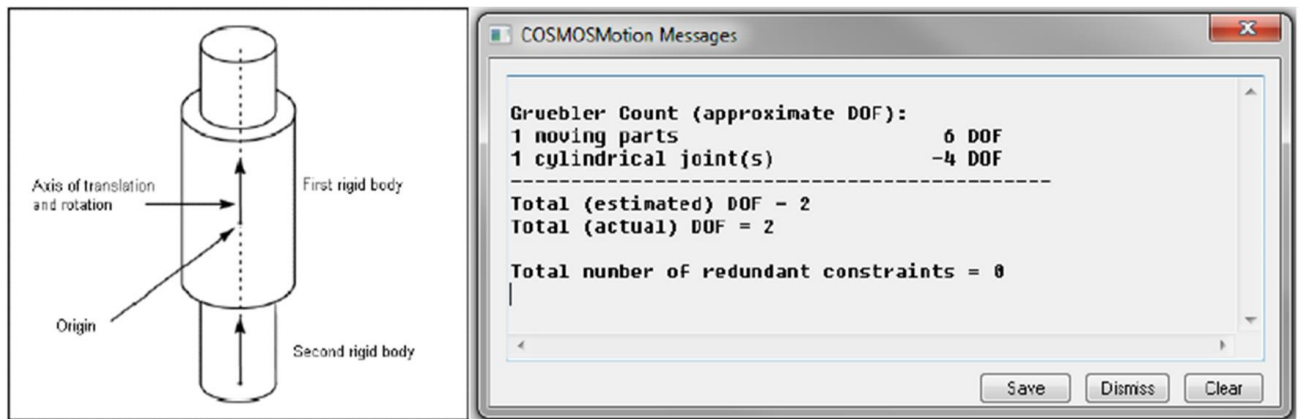 Axis of translation
and rotation
First rigid body
Origin
Second rigid body
COSMOSMotion Messages
Gruebler Count (approximate DOF):
1 moving parts 6 DOF
1 cylindrical joint(s) -4 DOF
---------------------------------------------
Total (estimated) DOF = 2
Total (actual) DOF = 2
Total number of redundant constraints = 0
Save Dismiss Clear